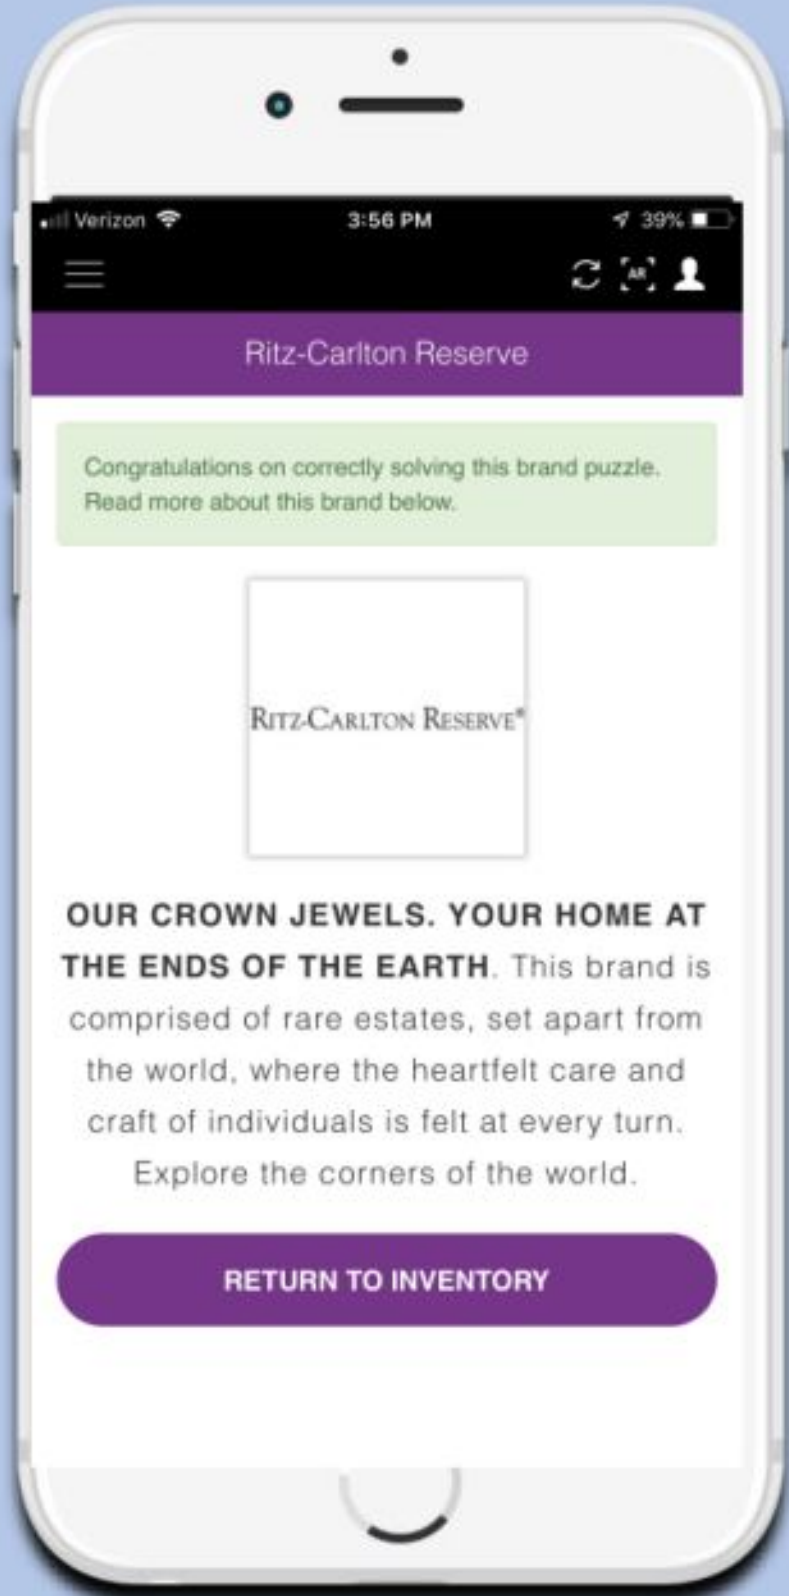 Verizon 3:56 PM 39%
AR
Ritz-Carlton Reserve
Congratulations on correctly solving this brand puzzle.
Read more about this brand below.
RITZ-CARLTON RESERVE®
OUR CROWN JEWELS. YOUR HOME AT
THE ENDS OF THE EARTH. This brand is
comprised of rare estates, set apart from
the world, where the heartfelt care and
craft of individuals is felt at every turn.
Explore the corners of the world.
RETURN TO INVENTORY